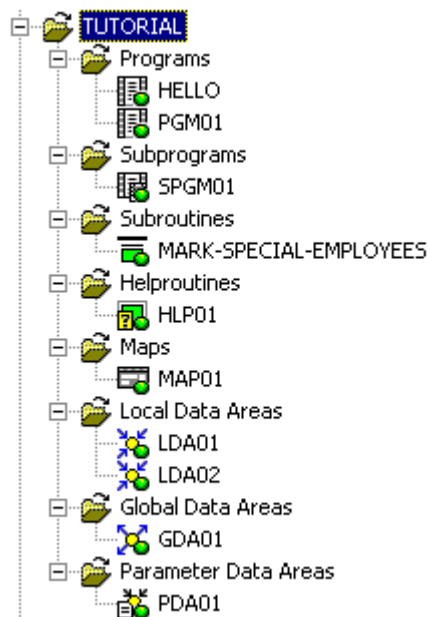 TUTORIAL
Programs
HELLO
PGM01
Subprograms
SPGM01
Subroutines
MARK-SPECIAL-EMPLOYEES
Helproutines
HLP01
Maps
MAP01
Local Data Areas
LDA01
LDA02
Global Data Areas
GDA01
Parameter Data Areas
PDA01